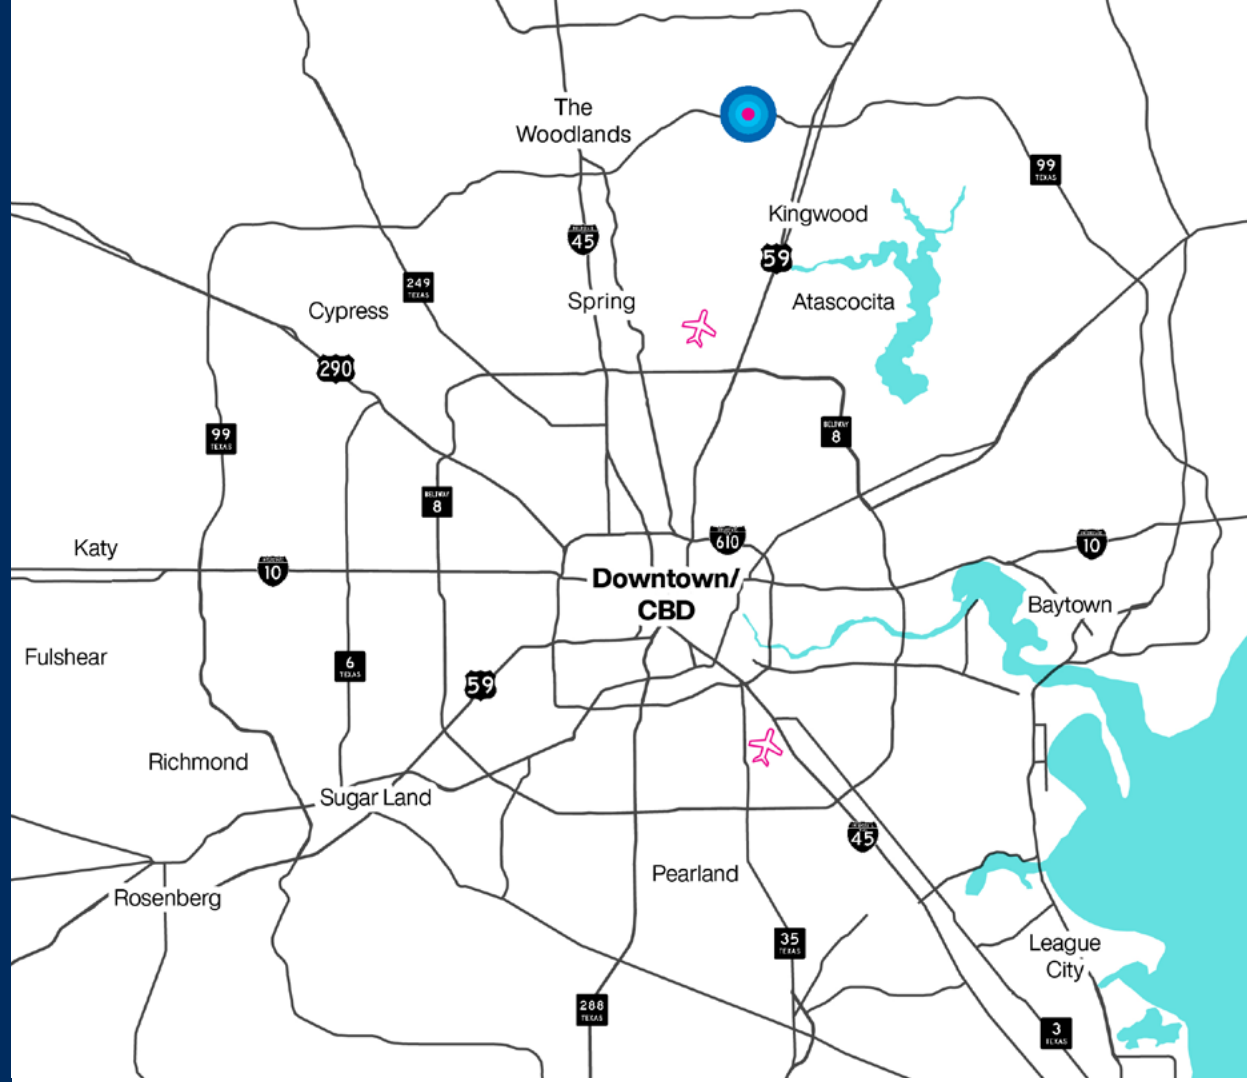 The
Woodlands
99
TEXAS
Kingwood
45
59
249
TEXAS
Spring
Atascocita
Cypress
290
99
TEXAS
BELTWAY
8
BELTWAY
8
610
10
Katy
10
Downtown/
CBD
Baytown
Fulshear
6
TEXAS
59
Richmond
Sugar Land
45
Pearland
Rosenberg
35
TEXAS
League
City
288
TEXAS
3
TEXAS